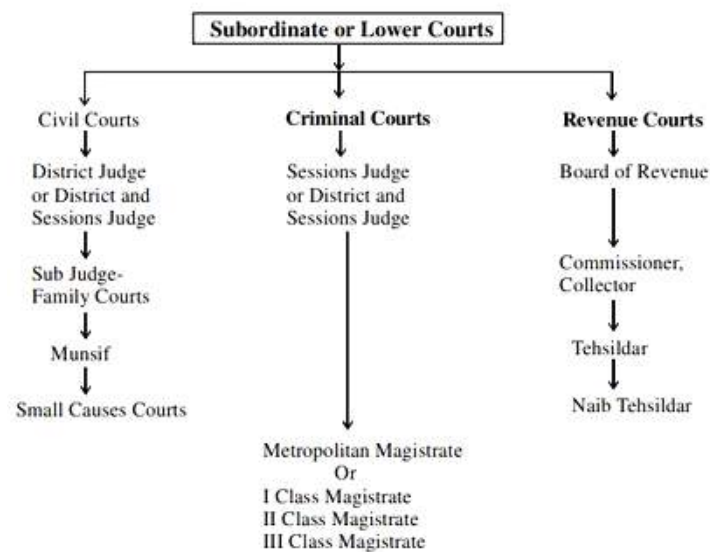 Subordinate or Lower Courts
Civil Courts
District Judge
or District and
Sessions Judge
Sub Judge-
Family Courts
Munsif
Small Causes Courts
Criminal Courts
Sessions Judge
or District and
Sessions Judge
Metropolitan Magistrate
Or
I Class Magistrate
II Class Magistrate
III Class Magistrate
Revenue Courts
Board of Revenue
Commissioner,
Collector
Tehsildar
Naib Tehsildar